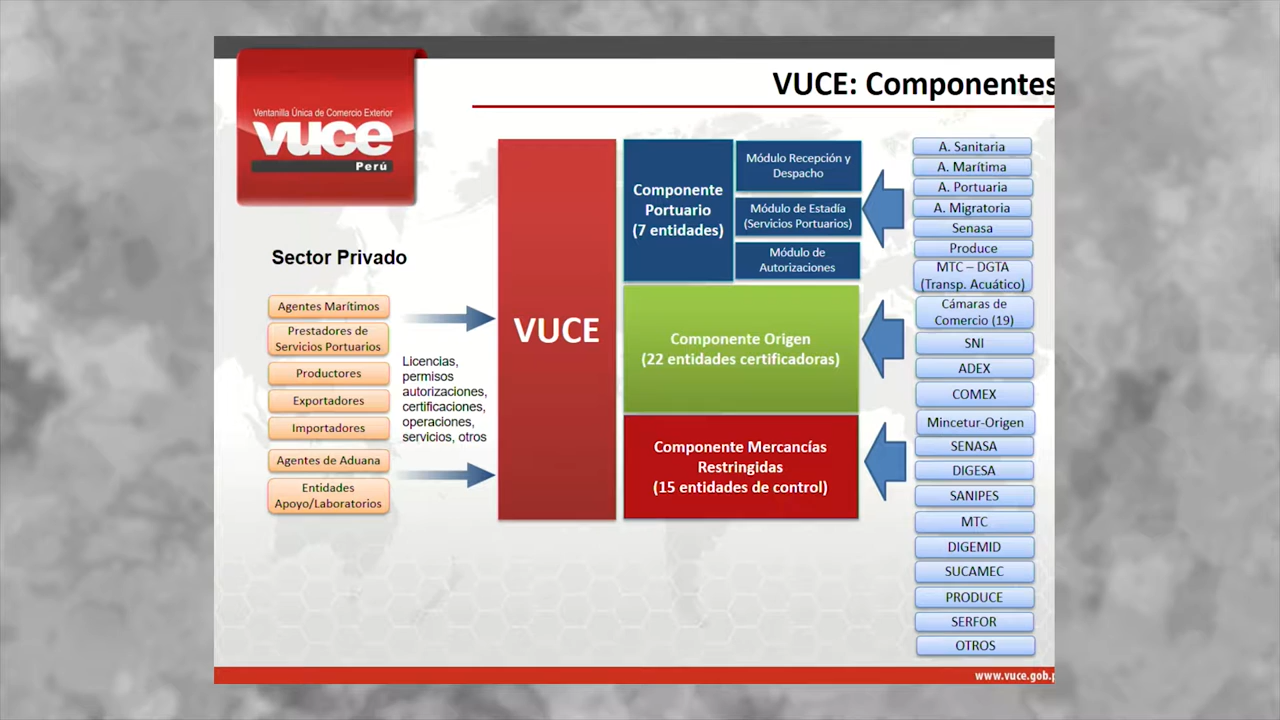 VUCE: Componentes
Ventanilla Única de Comercio Exterior
vuce
Perú
Sector Privado
Agentes Marítimos
Prestadores de
Servicios Portuarios
Productores
Exportadores
Importadores
Agentes de Aduana
Entidades
Apoyo/Laboratorios
Licencias,
permisos
autorizaciones,
certificaciones,
operaciones,
servicios, otros
VUCE
Componente
Portuario
(7 entidades)
Módulo Recepción y
Despacho
Módulo de Estadía
(Servicios Portuarios)
Módulo de
Autorizaciones
Componente Origen
(22 entidades certificadoras)
Componente Mercancías
Restringidas
(15 entidades de control)
A. Sanitaria
A. Marítima
A. Portuaria
A. Migratoria
Senasa
Produce
MTC – DGTA
(Transp. Acuático)
Cámaras de
Comercio (19)
SNI
ADEX
COMEX
Mincetur-Origen
SENASA
DIGESA
SANIPES
MTC
DIGEMID
SUCAMEC
PRODUCE
SERFOR
OTROS
www.vuce.gob.p